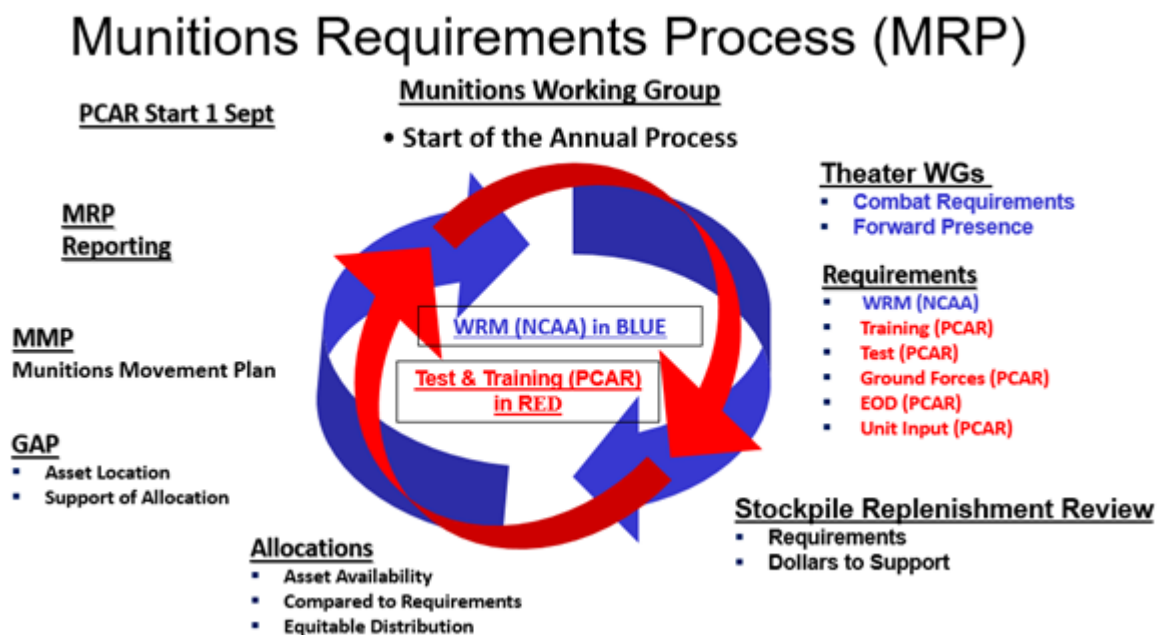 Munitions Requirements Process (MRP)
Munitions Working Group
• Start of the Annual Process
PCAR Start 1 Sept
Theater WGs
▪ Combat Requirements
▪ Forward Presence
Requirements
▪ WRM (NCAA)
▪ Training (PCAR)
▪ Test (PCAR)
▪ Ground Forces (PCAR)
▪ EOD (PCAR)
▪ Unit Input (PCAR)
Stockpile Replenishment Review
▪ Requirements
▪ Dollars to Support
Allocations
▪ Asset Availability
▪ Compared to Requirements
▪ Equitable Distribution
GAP
▪ Asset Location
▪ Support of Allocation
MMP
Munitions Movement Plan
MRP
Reporting
WRM (NCAA) in BLUE
Test & Training (PCAR)
in RED